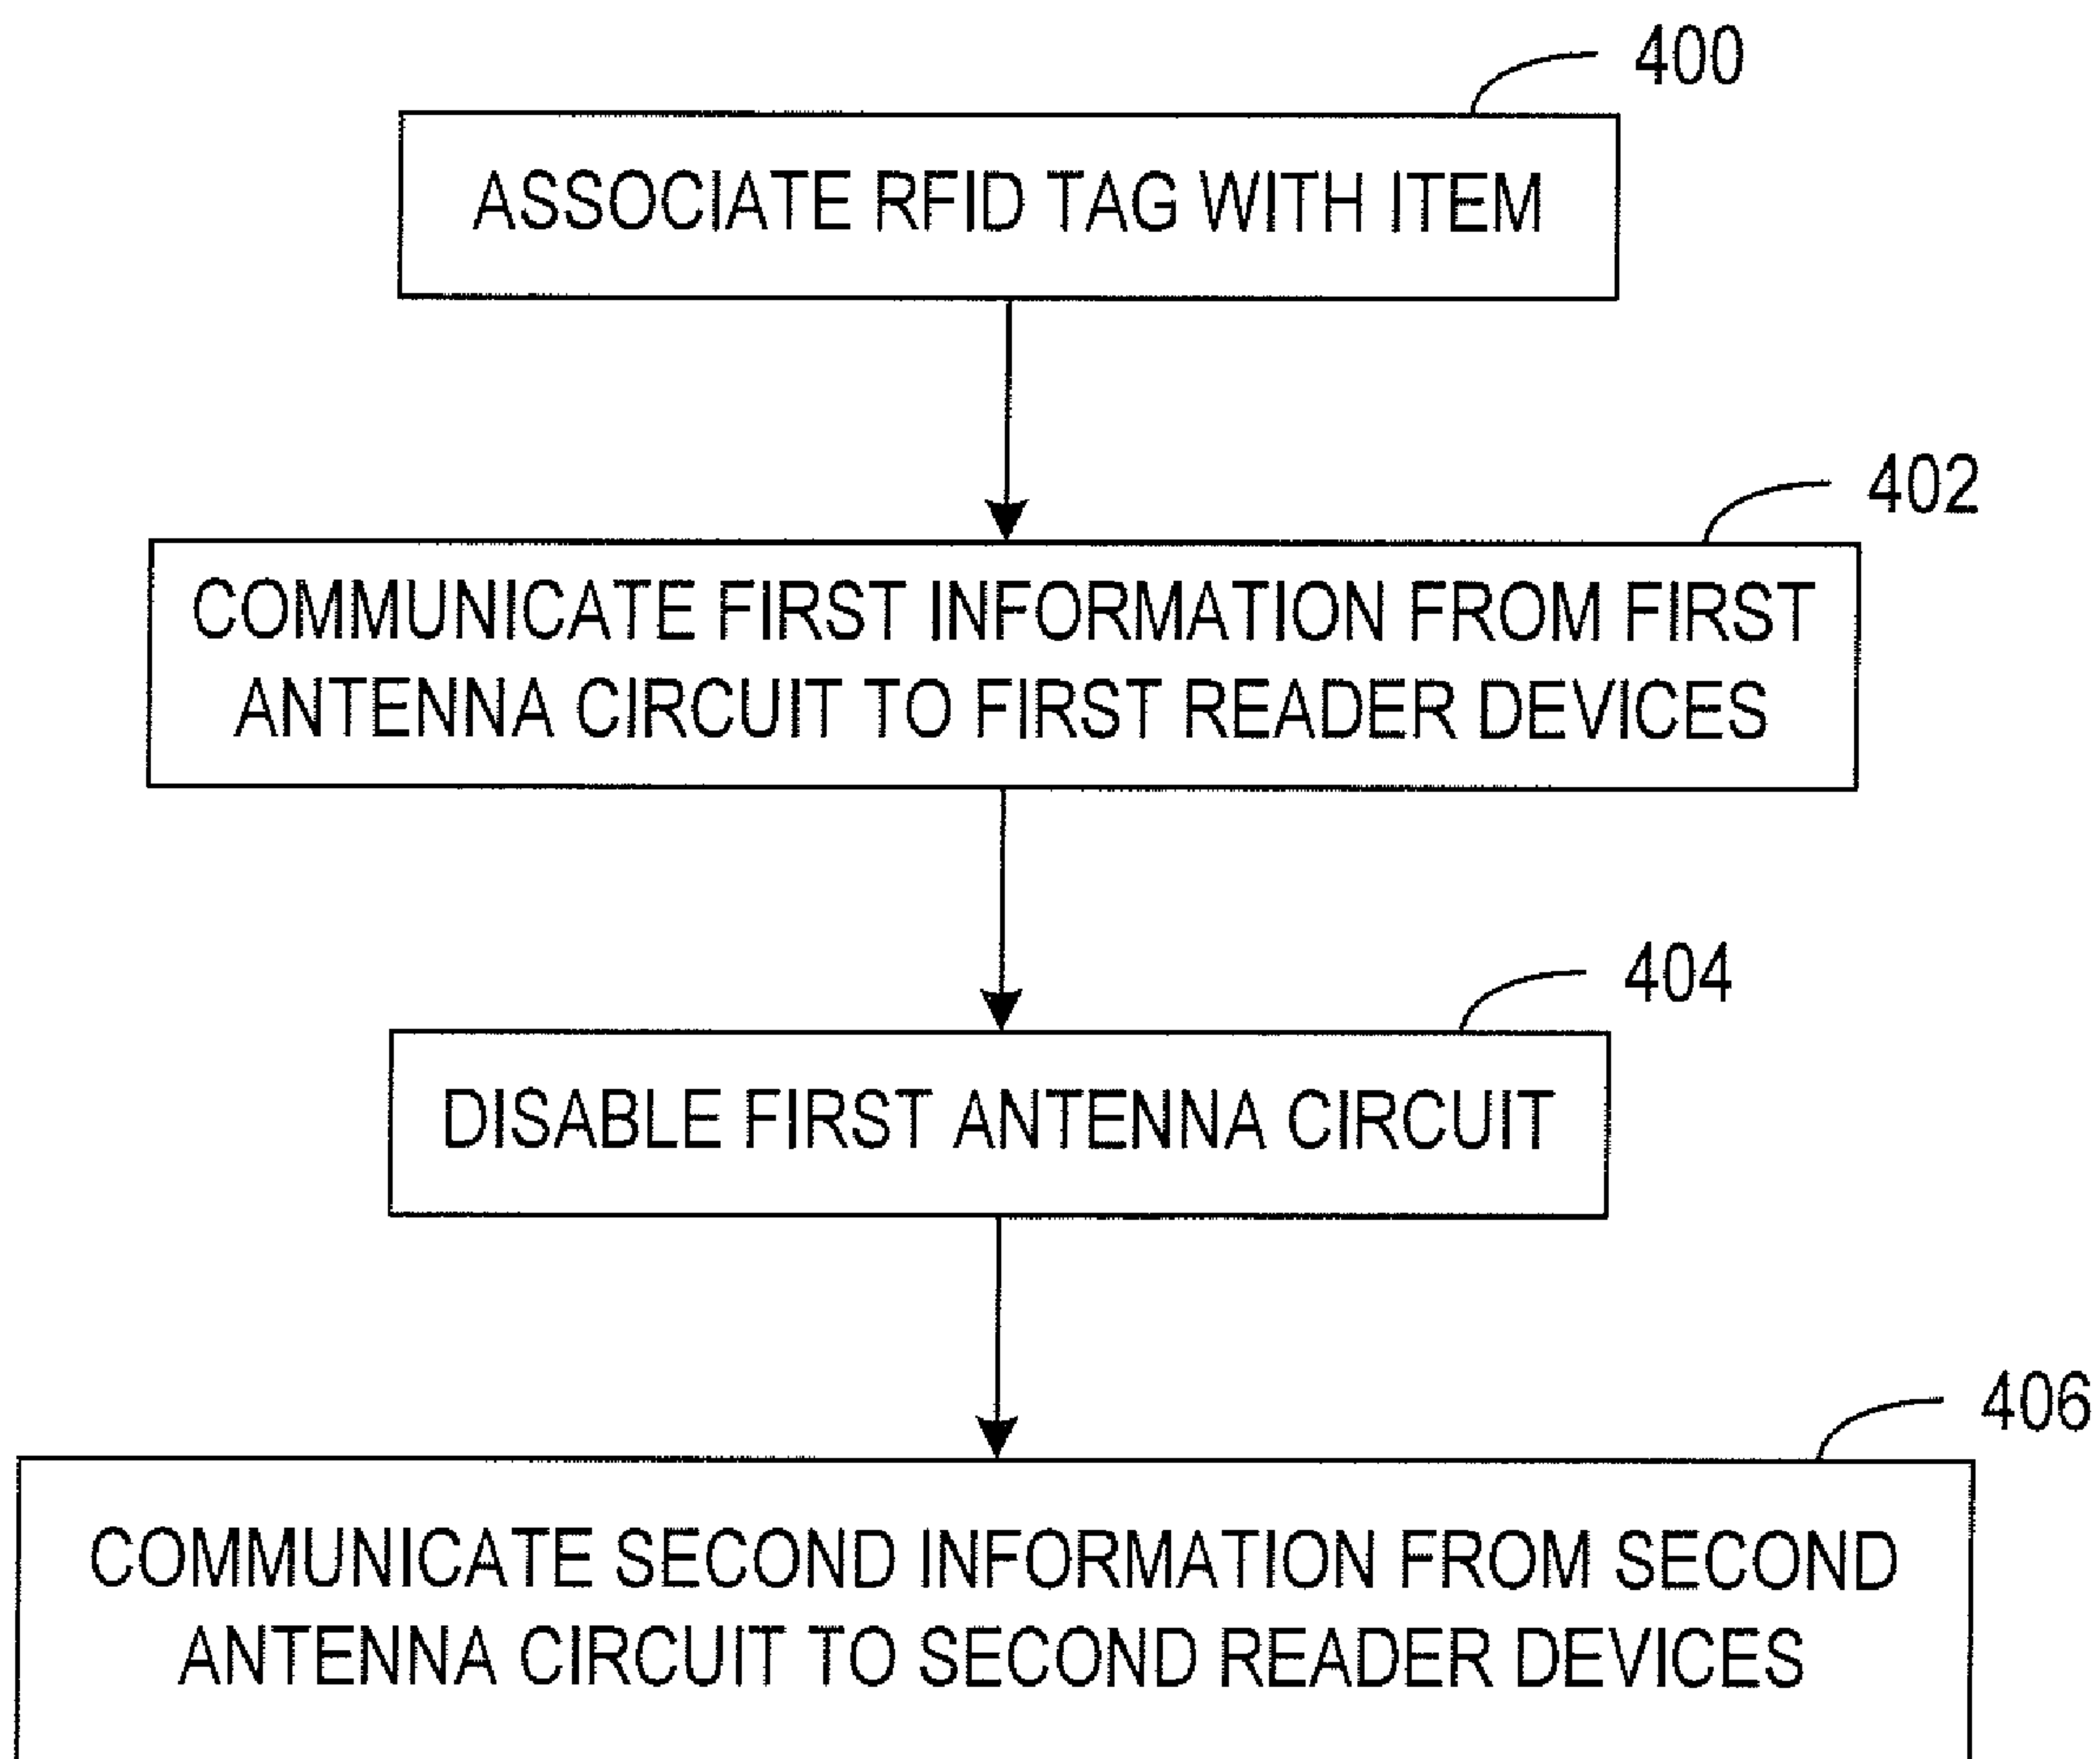 400
ASSOCIATE RFID TAG WITH ITEM
402
COMMUNICATE FIRST INFORMATION FROM FIRST
ANTENNA CIRCUIT TO FIRST READER DEVICES
404
DISABLE FIRST ANTENNA CIRCUIT
406
COMMUNICATE SECOND INFORMATION FROM SECOND
ANTENNA CIRCUIT TO SECOND READER DEVICES